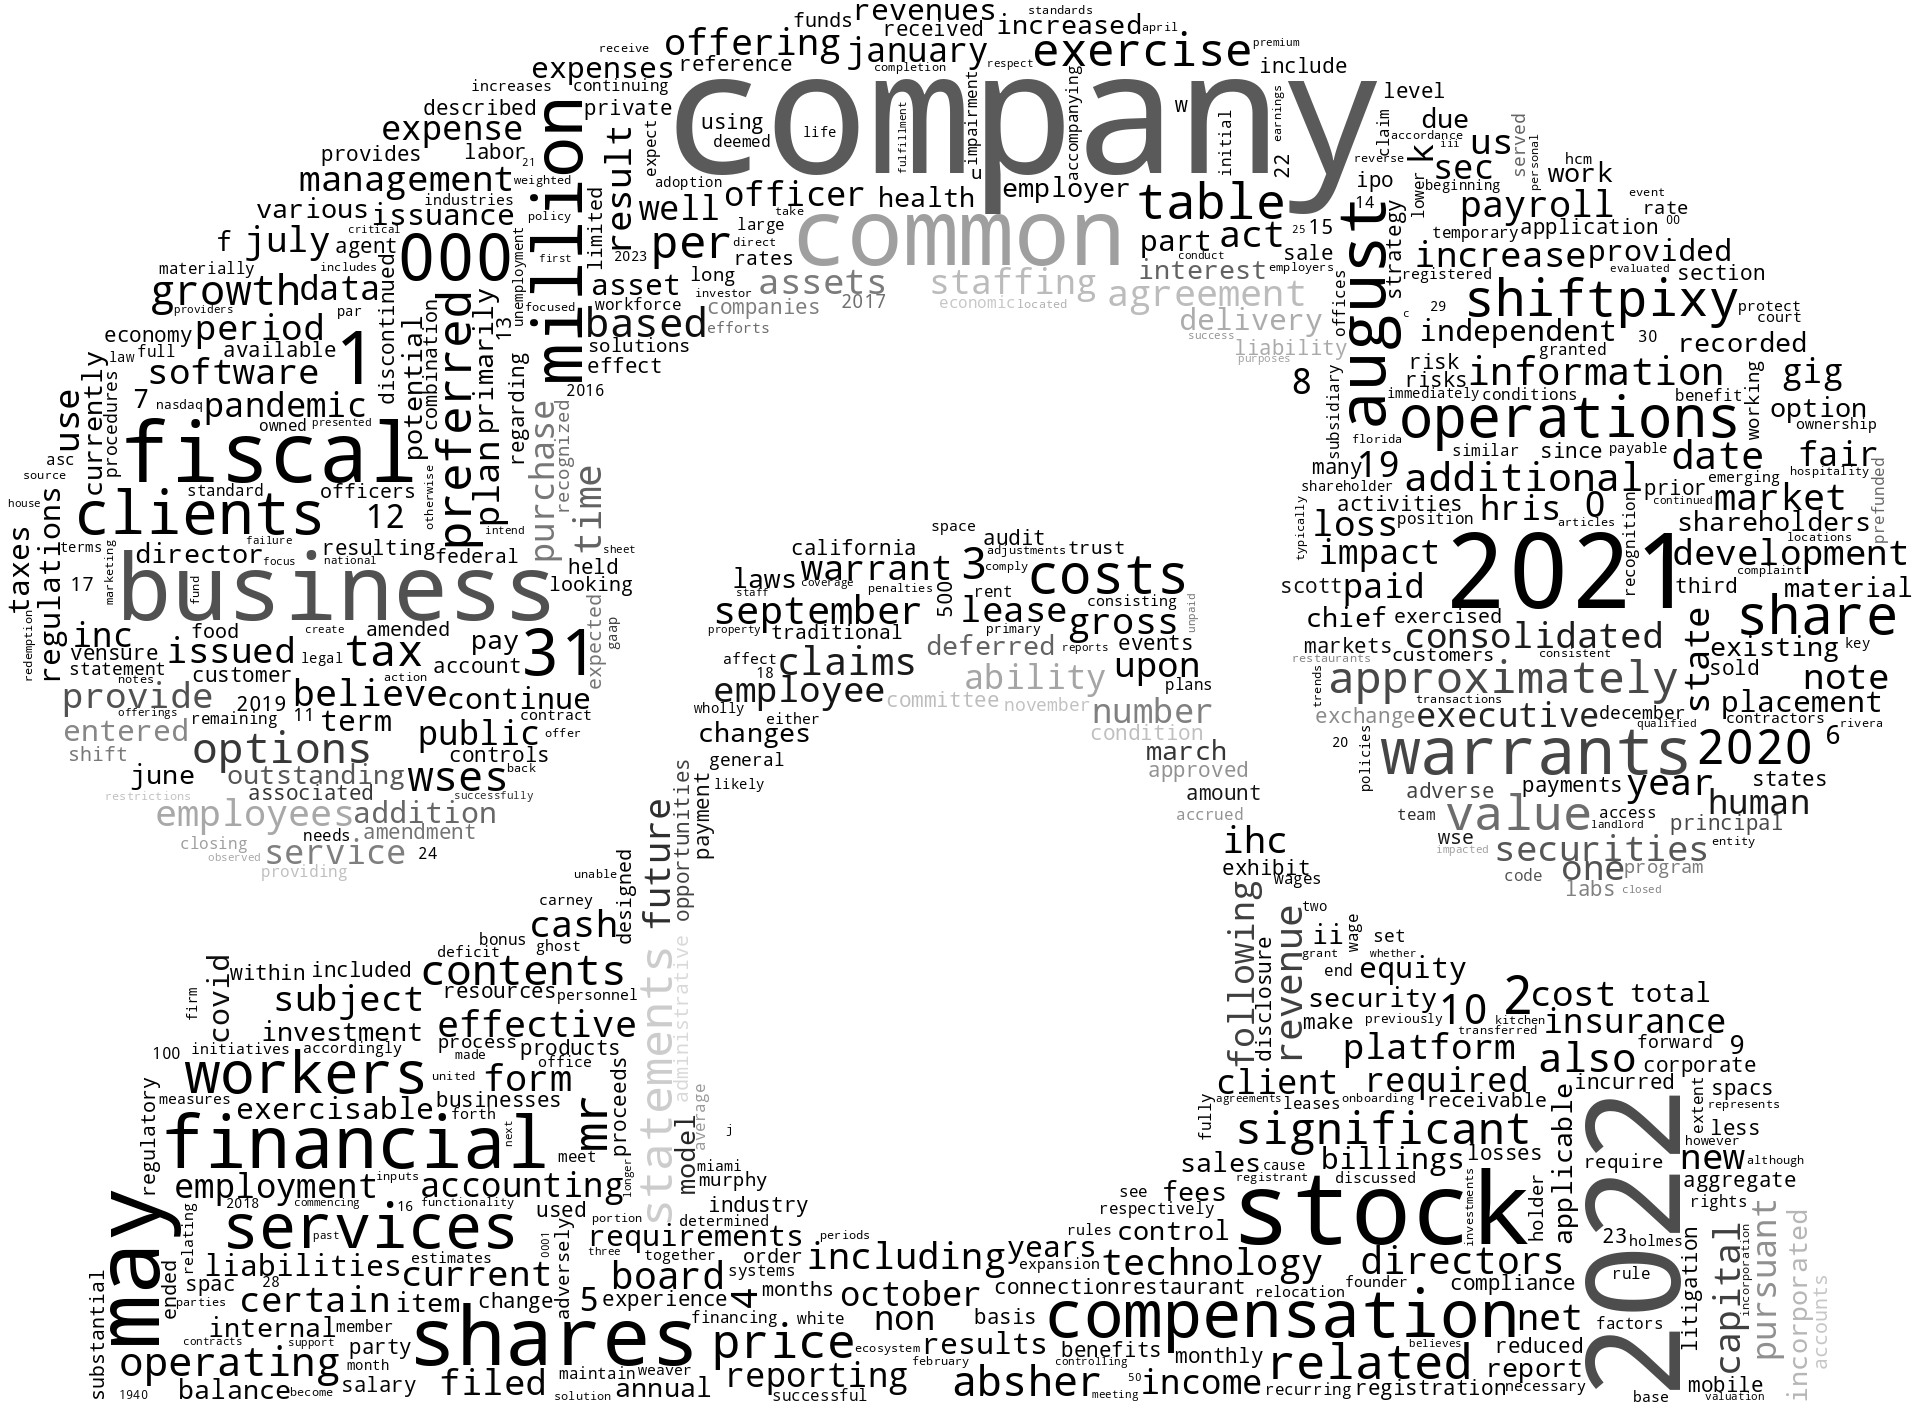 revenues
standards
funds
received
increased
april
offering
january
exercise
premium
receive
expenses
reference
completion
respect
include
increases
continuing
company
level
described
private
using
life
fulfillment
impairment
accompanying
w
initial
earnings
claim
due
expense
million
result
expect
deemed
u
22
accordance
iii
us
served
personal
provides
labor
21
reverse
k
sec
hcm
work
management
weighted
adoption
officer
health
employer
table
ipo
beginning
event
various
issuance
industries
policy
limited
well
take
large
common
14
lower
payroll
rate
00
f
july
critical
agent
000
unemployment
first
2023
per
direct
rates
part
act
25
15
sale
august
strategy
temporary
application
materially
includes
discontinued
asset
long
assets
staffing
conduct
interest
employers
increase
provided
growth
data
providers
focused
workforce
investor
companies
2017
economic
located
agreement
offices
registered
evaluated
section
par
preferred
combination
primarily
13
based
efforts
delivery
29
c
shiftpixy
protect
court
economy
period
potential
solutions
success
liability
independent
30
recorded
law
full
available
1
effect
purposes
granted
currently
procedures
software
regarding
2016
8
subsidiary
risk
risks
information
gig
use
7
nasdaq
pandemic
plan
purchase
recognized
immediately
conditions
benefit
working
option
owned
presented
operations
ownership
fiscal
florida
similar
since
payable
date
fair
asc
source
otherwise
time
many
19
additional
emerging
hospitality
house
regulations
standard
officers
shareholder
prior
continued
market
prefunded
clients
12
intend
space
activities
hris
0
articles
recognition
shareholders
terms
failure
director
focus
resulting
national
federal
sheet
held
california
audit
adjustments
trust
typically
loss
position
locations
taxes
17
marketing
business
fund
looking
laws
coverage
warrant
3
comply
costs
impact
2021
development
complaint
staff
penalties
500
rent
scott
paid
third
material
redemption
inc
food
create
amended
pay
31
expected
gaap
september
lease
consisting
gross
unpaid
chief
exercised
state
share
vensure
issued
legal
tax
account
property
traditional
primary
events
markets
consolidated
existing
key
statement
customer
action
affect
18
claims
deferred
reports
upon
restaurants
customers
consistent
sold
notes
provide
offerings
2019
believe
continue
employee
ability
plans
trends
approximately
transactions
note
placement
entered
remaining
11
term
contract
wholly
either
committee
november
number
exchange
executive
december
qualified
contractors
rivera
shift
options
public
offer
changes
condition
20
policies
warrants
2020
6
june
outstanding
controls
wses
back
general
march
approved
payments
year
states
restrictions
associated
successfully
opportunities
payment
likely
amount
adverse
human
employees
addition
future
accrued
team
value
access
landlord
principal
closing
needs
amendment
ihc
wse
impacted
securities
entity
observed
service
24
exhibit
code
one
program
providing
unable
designed
following
wages
labs
closed
carney
cash
revenue
two
bonus
ghost
disclosure
ii
wage
set
deficit
grant
whether
firm
covid
within
included
contents
statements
administrative
end
equity
subject
resources
personnel
security
10
2
cost
total
investment
effective
make
previously
kitchen
transferred
insurance
100
initiatives
accordingly
process
made
products
office
platform
also
forward
9
corporate
regulatory
workers
united
form
proceeds
client
required
incurred
spacs
measures
exercisable
forth
businesses
mr
average
agreements
leases
onboarding
receivable
applicable
extent
represents
financial
next
meet
model
j
fully
significant
2022
less
however
employment
inputs
accounting
longer
miami
murphy
sales
cause
billings
losses
require
new
although
may
2018
commencing
16
functionality
used
industry
see
fees
registrant
discussed
aggregate
relating
services
past
portion
determined
respectively
stock
investments
holder
rights
0001
adversely
requirements
periods
rules
control
23
holmes
litigation
capital
incorporation
pursuant
incorporated
liabilities
estimates
three
together
order
including
years
expansion
technology
directors
substantial
ended
spac
28
current
board
systems
months
october
connection
restaurant
relocation
founder
compliance
rule
accounts
parties
certain
item
change
5
experience
4
internal
member
shares
financing
white
non
basis
compensation
net
factors
contracts
support
party
price
ecosystem
results
benefits
monthly
believes
reduced
operating
month
maintain
weaver
reporting
february
controlling
related
report
1940
balance
become
salary
filed
solution
annual
successful
absher
meeting
50
income
recurring
registration
necessary
base
mobile
valuation